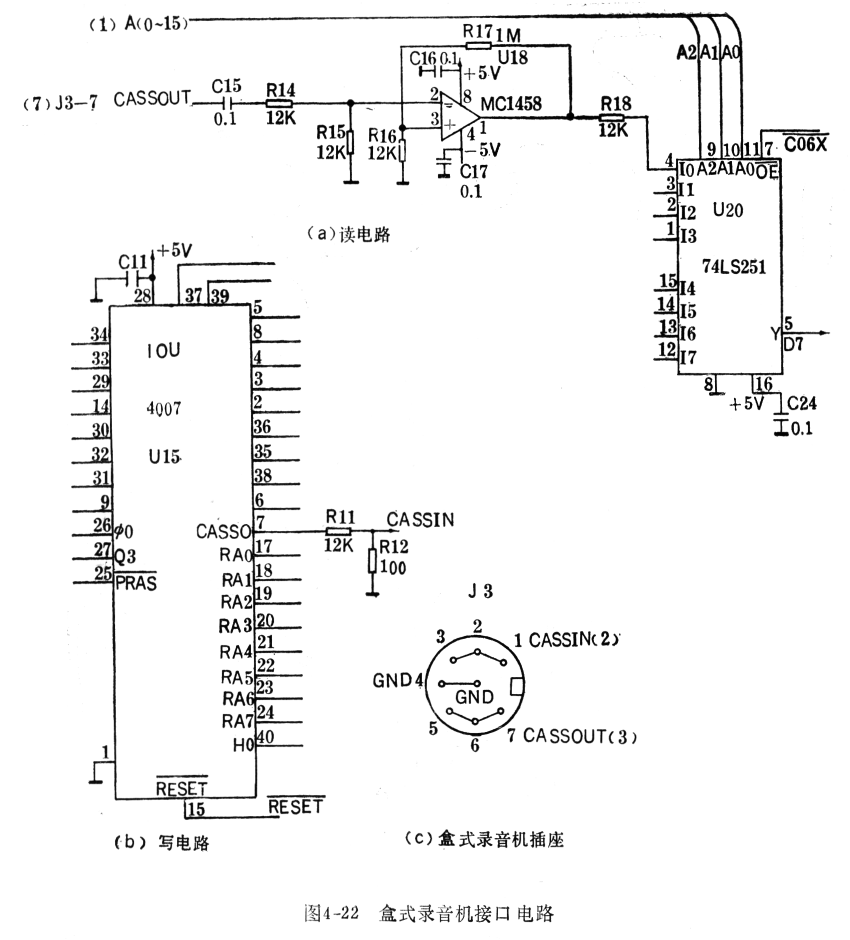 (1) A(0~15)
R17 1M
C16 0.1
U18
+5V
A2 A1 A0
(7) J3-7 CASSOUT
C15
0.1
R14
12K
R15
12K
R16
12K
2
3
8
MC1458
1
4
-5V
C17
0.1
R18
12K
9 10 11 7
C06X
4 I0 A2 A1 A0 OE
3 I1
2 I2
1 I3
U20
74LS251
15 I4
14 I5
13 I6
12 I7
Y 5
D7
8
16
+5V
C24
0.1
(a)读电路
+5V
C11
28 37 39
34
33
29
14
30
32
31
9
26 φ0
27 Q3
25 PRAS
1
IOU
4007
U15
5
8
4
3
2
36
35
38
6
CASSO 7
RA0 17
RA1 18
RA2 19
RA3 20
RA4 21
RA5 22
RA6 23
RA7 24
H0 40
RESET
15
RESET
R11
12K
CASSIN
R12
100
(b)写电路
J3
3 2 1 CASSIN(2)
GND 4
GND
5 6 7 CASSOUT(3)
(c)盒式录音机插座
图4-22 盒式录音机接口电路